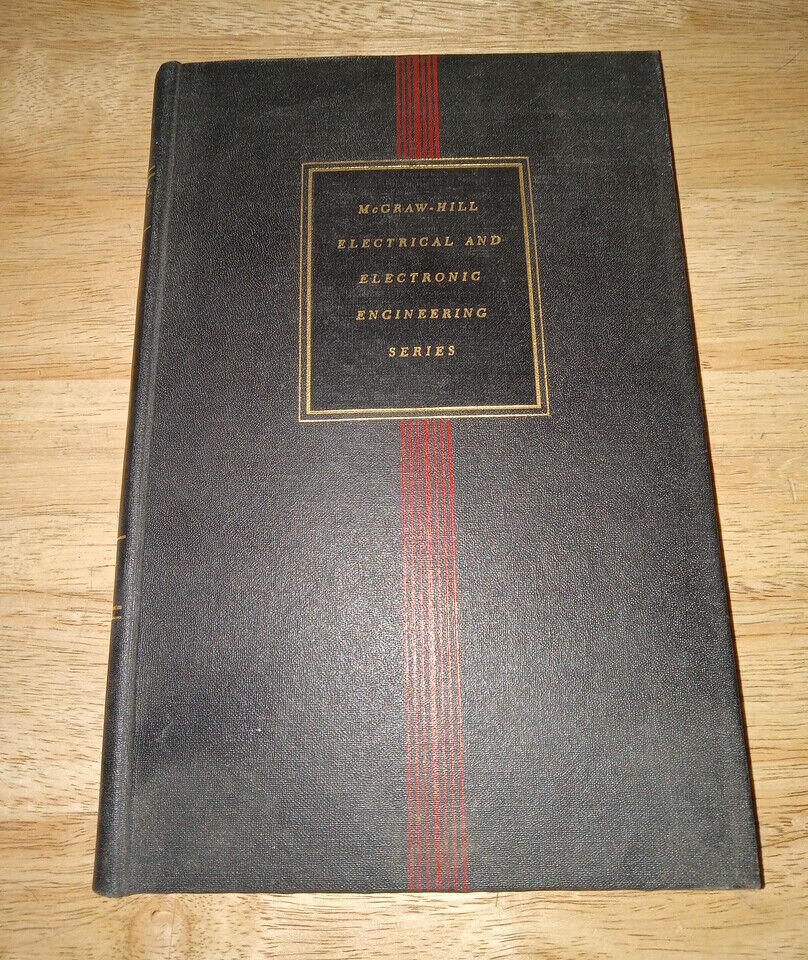 McGRAW-HILL
ELECTRICAL AND
ELECTRONIC
ENGINEERING
SERIES